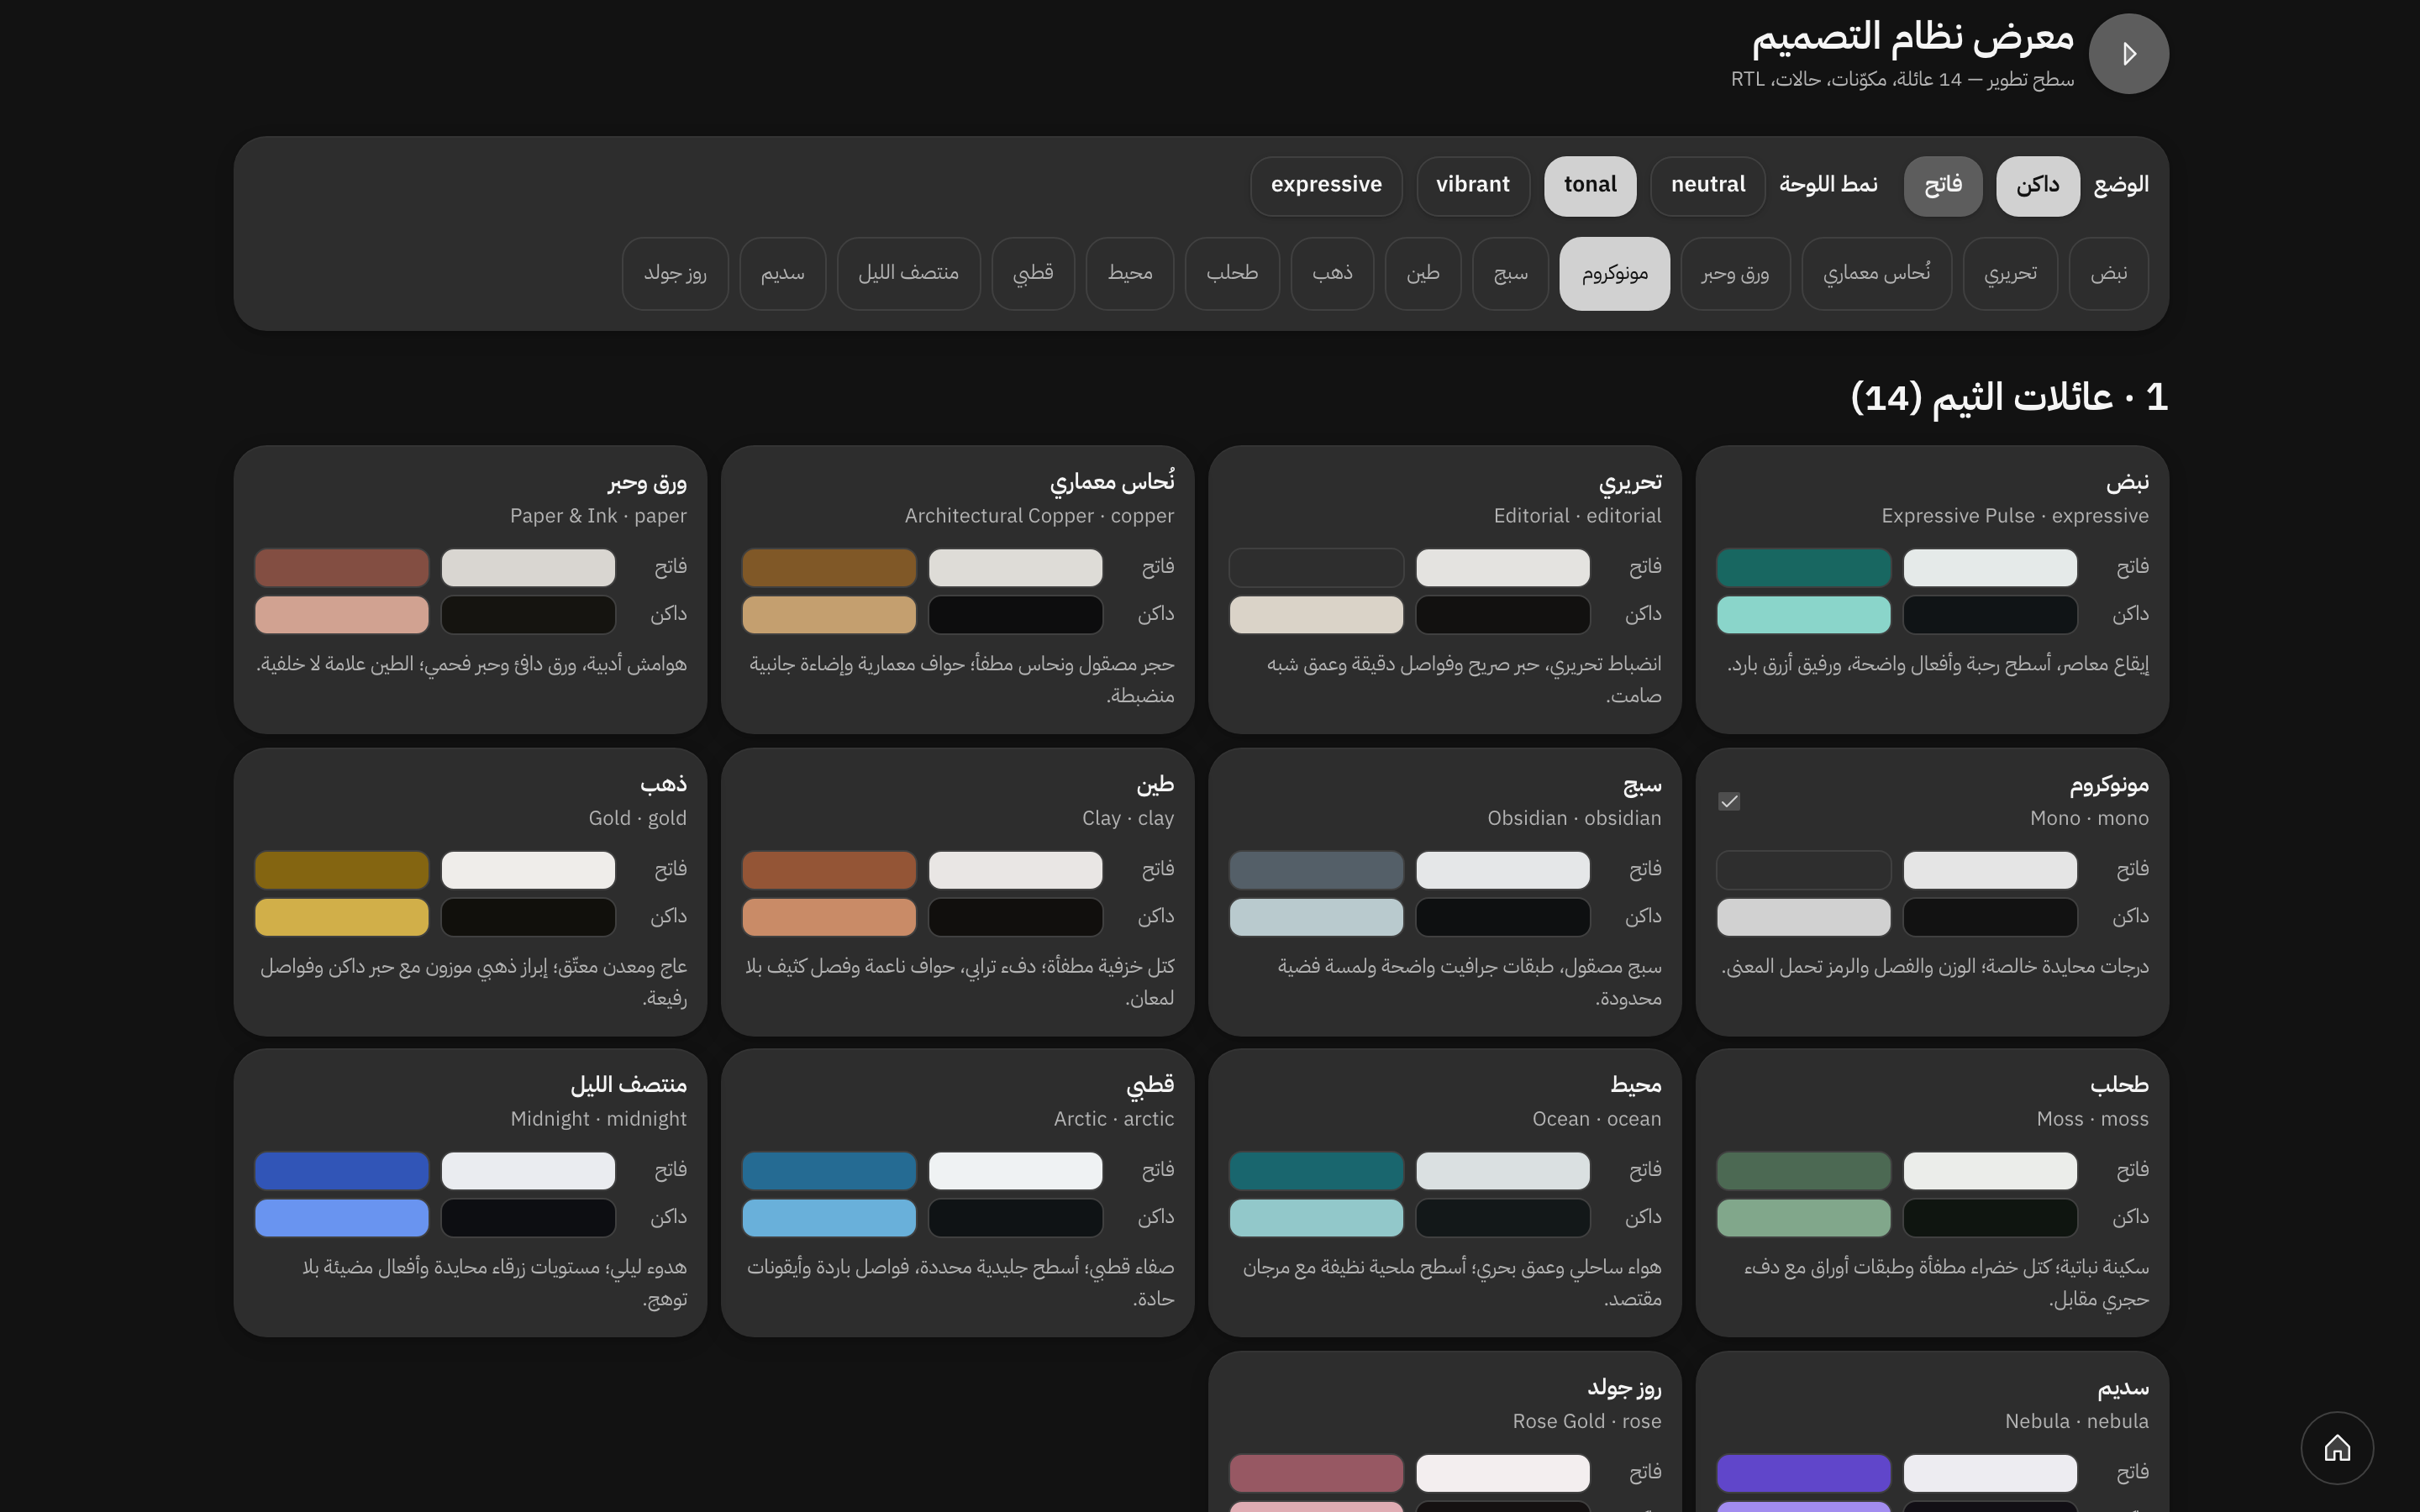 معرض نظام التصميم
سطح تطوير — 14 عائلة، مكوّنات، حالات، RTL
الوضع داكن فاتح نمط اللوحة neutral tonal vibrant expressive
نبض تحريري نُحاس معماري ورق وحبر مونوكروم سبج طين ذهب طحلب محيط قطبي منتصف الليل سديم روز جولد
1 · عائلات الثيم (14)
نبض
Expressive Pulse · expressive
فاتح
داكن
إيقاع معاصر، أسطح رحبة وأفعال واضحة، ورفيق أزرق بارد.
تحريري
Editorial · editorial
فاتح
داكن
انضباط تحريري، حبر صريح وفواصل دقيقة وعمق شبه
صامت.
نُحاس معماري
Architectural Copper · copper
فاتح
داكن
حجر مصقول ونحاس مطفأ؛ حواف معمارية وإضاءة جانبية
منضبطة.
ورق وحبر
Paper & Ink · paper
فاتح
داكن
هوامش أدبية، ورق دافئ وحبر فحمي؛ الطين علامة لا خلفية.
مونوكروم
Mono · mono
فاتح
داكن
درجات محايدة خالصة؛ الوزن والفصل والرمز تحمل المعنى.
سبج
Obsidian · obsidian
فاتح
داكن
سبج مصقول، طبقات جرافيت واضحة ولمسة فضية
محدودة.
طين
Clay · clay
فاتح
داكن
كتل خزفية مطفأة؛ دفء ترابي، حواف ناعمة وفصل كثيف بلا
لمعان.
ذهب
Gold · gold
فاتح
داكن
عاج ومعدن معتّق؛ إبراز ذهبي موزون مع حبر داكن وفواصل
رفيعة.
طحلب
Moss · moss
فاتح
داكن
سكينة نباتية؛ كتل خضراء مطفأة وطبقات أوراق مع دفء
حجري مقابل.
محيط
Ocean · ocean
فاتح
داكن
هواء ساحلي وعمق بحري؛ أسطح ملحية نظيفة مع مرجان
مقتصد.
قطبي
Arctic · arctic
فاتح
داكن
صفاء قطبي؛ أسطح جليدية محددة، فواصل باردة وأيقونات
حادة.
منتصف الليل
Midnight · midnight
فاتح
داكن
هدوء ليلي؛ مستويات زرقاء محايدة وأفعال مضيئة بلا
توهج.
سديم
Nebula · nebula
فاتح
روز جولد
Rose Gold · rose
فاتح